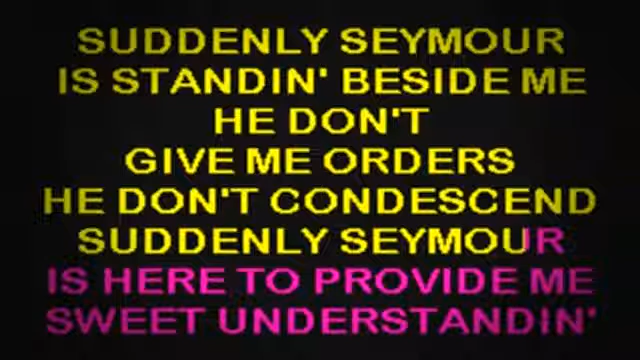 SUDDENLY SEYMOUR
IS STANDIN' BESIDE ME
HE DON'T
GIVE ME ORDERS
HE DON'T CONDESCEND
SUDDENLY SEYMOUR
IS HERE TO PROVIDE ME
SWEET UNDERSTANDIN'